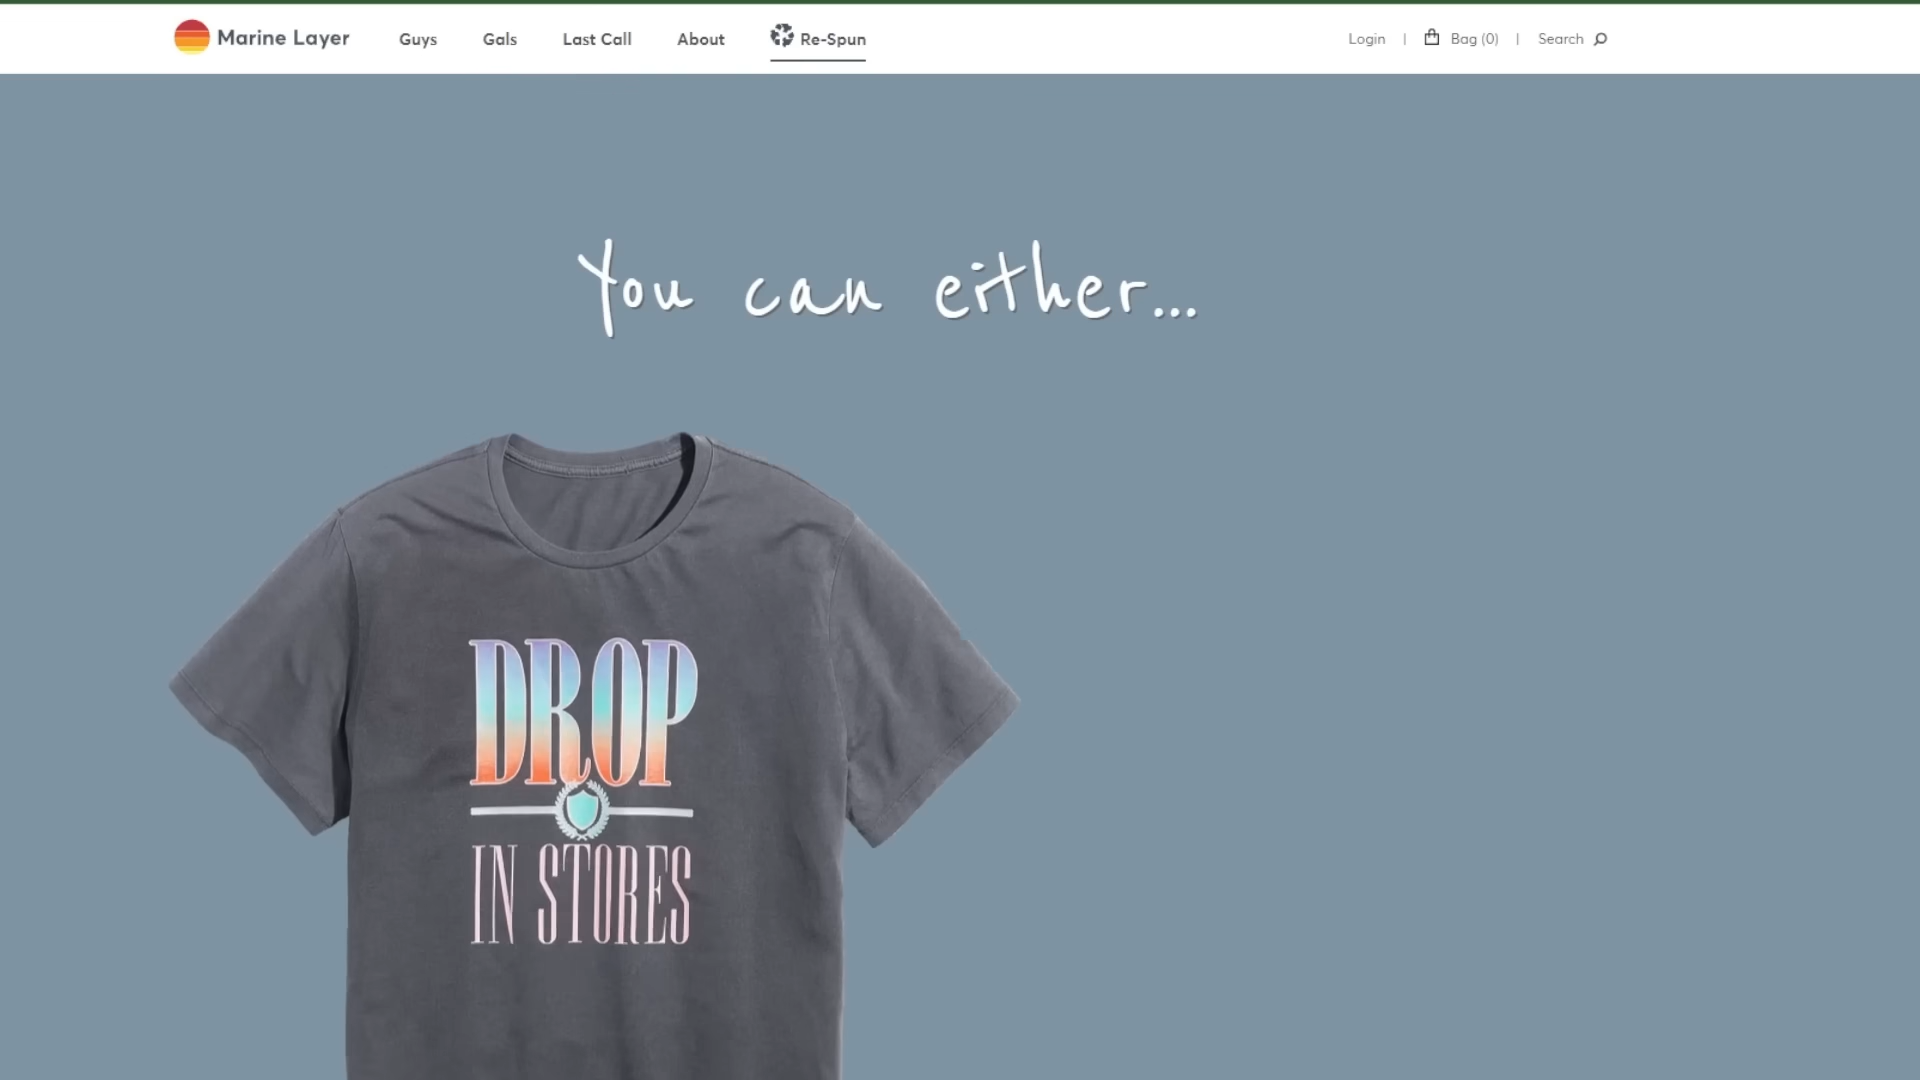 Marine Layer Guys Gals Last Call About Re-Spun Login | Bag (0) | Search
You can either...
DROP
IN STORES